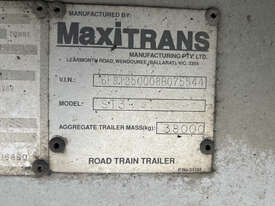 MANUFACTURED BY:
MaxiTRANS
MANUFACTURING PTY. LTD.
LEARMONTH ROAD, WENDOUREE, BALLARAT, VIC. 3355
V.I.N.:
MODEL:
AGGREGATE TRAILER MASS(kg): 38000
ROAD TRAIN TRAILER